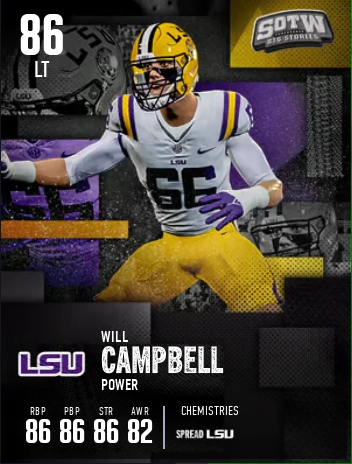 86
LT
SOTW
BIG STORIES
LSU
66
WILL
LSU
CAMPBELL
POWER
RBP PBP STR AWR
86 86 86 82
CHEMISTRIES
SPREAD LSU